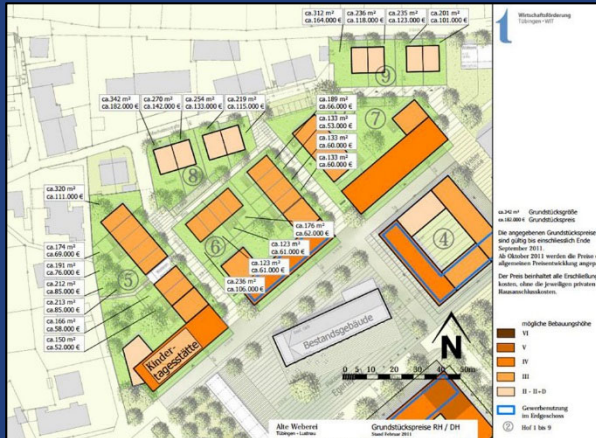 ca.312 m²
ca.164.000 €
ca.236 m²
ca.118.000 €
ca.235 m²
ca.123.000 €
ca.201 m²
ca.101.000 €
Wirtschaftsförderung
Tübingen·WIT
9
ca.342 m²
ca.182.000 €
ca.270 m²
ca.142.000 €
ca.254 m²
ca.133.000 €
ca.219 m²
ca.115.000 €
ca.189 m²
ca.66.000 €
ca.133 m²
ca.53.000 €
ca.133 m²
ca.60.000 €
ca.133 m²
ca.60.000 €
7
8
ca.320 m²
ca.111.000 €
ca.174 m²
ca.69.000 €
ca.191 m²
ca.76.000 €
ca.212 m²
ca.85.000 €
ca.213 m²
ca.85.000 €
ca.166 m²
ca.58.000 €
ca.150 m²
ca.52.000 €
5
6
ca.176 m²
ca.62.000 €
ca.123 m²
ca.61.000 €
ca.123 m²
ca.61.000 €
ca.236 m²
ca.106.000 €
4
Kinder-
tagesstätte
Bestandsgebäude
N
0 10 20 30 40 50m
ca.342 m² Grundstücksgröße
ca.182.000 € Grundstückspreis
Die angegebenen Grundstückspreise
sind gültig bis einschliesslich Ende
September 2011.
Ab Oktober 2011 werden die Preise
allgemeinen Preisentwicklung
Der Preis beinhaltet alle
kosten, ohne die jeweiligen privaten
Hausanschlusskosten.
mögliche Bebauungshöhe
VI
V
IV
III
II - II+D
Gewerbenutzung
im Erdgeschoss
2 Hof 1 bis 9
Alte Weberei
Tübingen - Lustnau
Grundstückspreise RH / DH
Stand Februar 2011